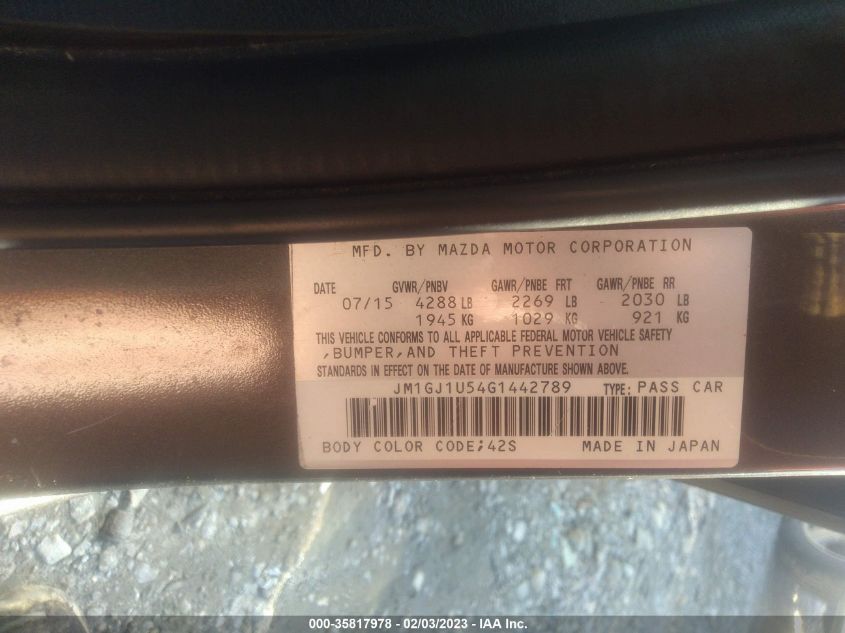 MFD. BY MAZDA MOTOR CORPORATION
DATE GVWR/PNBV GAWR/PNBE FRT GAWR/PNBE RR
07/15 4288 LB 2269 LB 2030 LB
1945 KG 1029 KG 921 KG
THIS VEHICLE CONFORMS TO ALL APPLICABLE FEDERAL MOTOR VEHICLE SAFETY
,BUMPER,AND THEFT PREVENTION
STANDARDS IN EFFECT ON THE DATE OF MANUFACTURE SHOWN ABOVE.
JM1GJ1U54G1442789 TYPE: PASS CAR
BODY COLOR CODE;42S MADE IN JAPAN
000-35817978 - 02/03/2023 - IAA Inc.